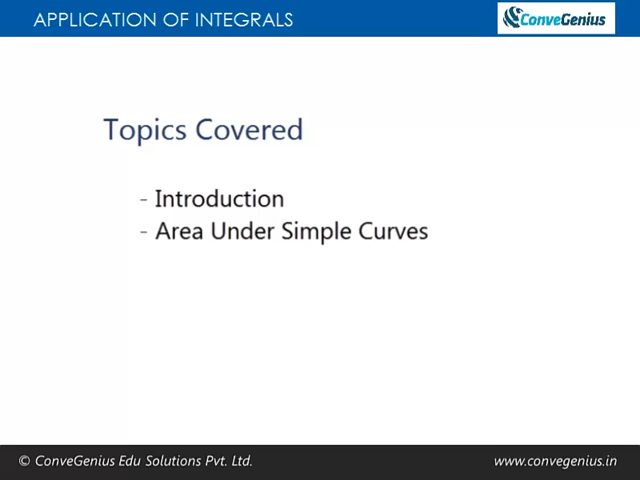 APPLICATION OF INTEGRALS
ConveGenius
Topics Covered
- Introduction
- Area Under Simple Curves
© ConveGenius Edu Solutions Pvt. Ltd.
www.convegenius.in